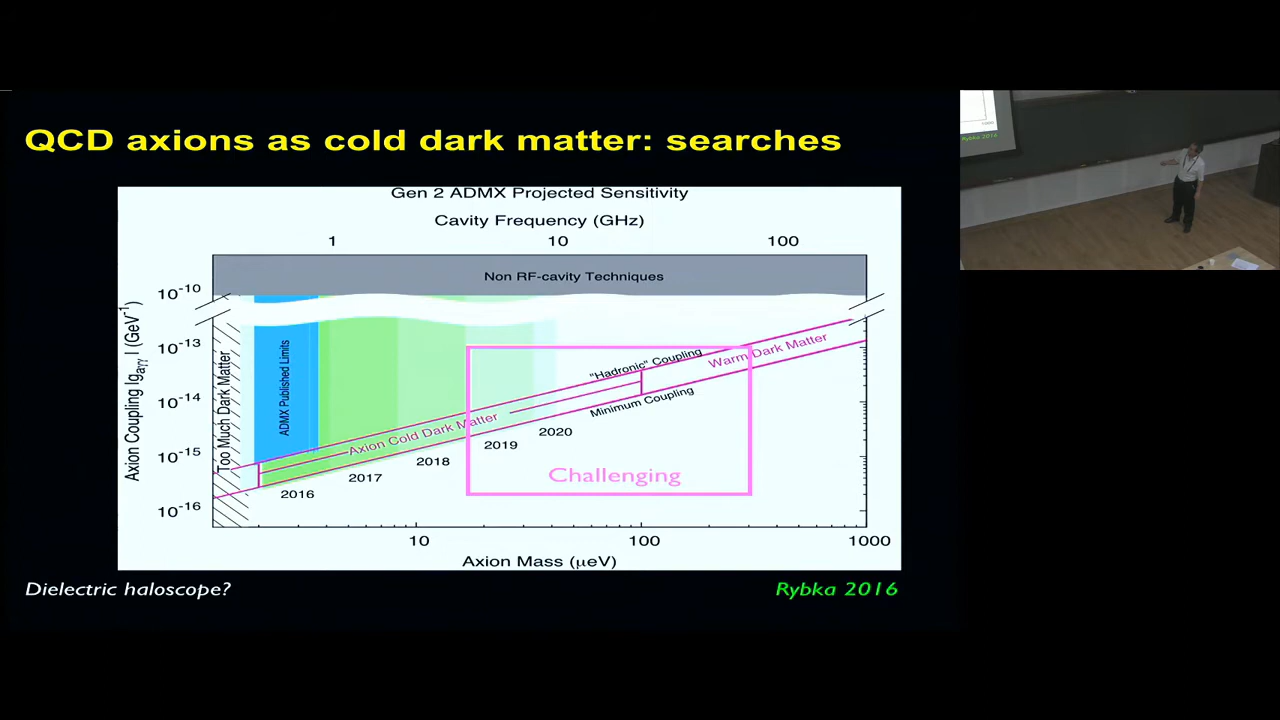 QCD axions as cold dark matter: searches
Gen 2 ADMX Projected Sensitivity
Cavity Frequency (GHz)
1 10 100
Non RF-cavity Techniques
Axion Coupling |g_aγγ| (GeV⁻¹)
10⁻¹⁰
10⁻¹³
10⁻¹⁴
10⁻¹⁵
10⁻¹⁶
Too Much Dark Matter
ADMX Published Limits
"Hadronic" Coupling
Warm Dark Matter
Minimum Coupling
Axion Cold Dark Matter
2016
2017
2018
2019
2020
Challenging
10 100 1000
Axion Mass (μeV)
Dielectric haloscope?
Rybka 2016
Rybka 2016